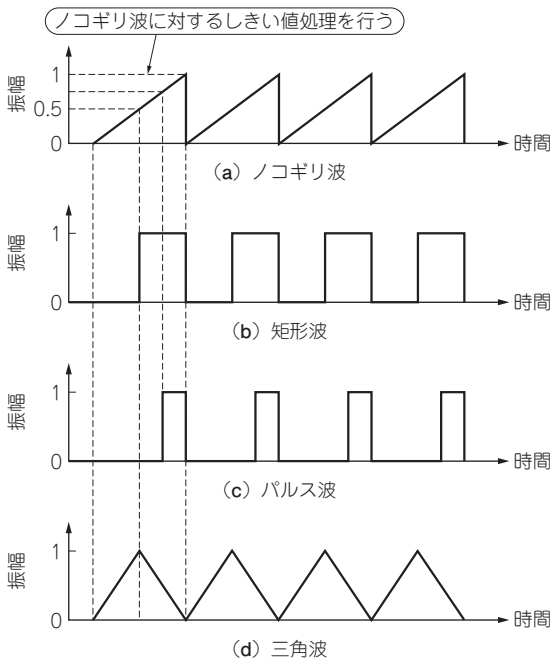 ノコギリ波に対するしきい値処理を行う
振幅
1
0.5
0
時間
(a) ノコギリ波
振幅
1
0
時間
(b) 矩形波
振幅
1
0
時間
(c) パルス波
振幅
1
0
時間
(d) 三角波